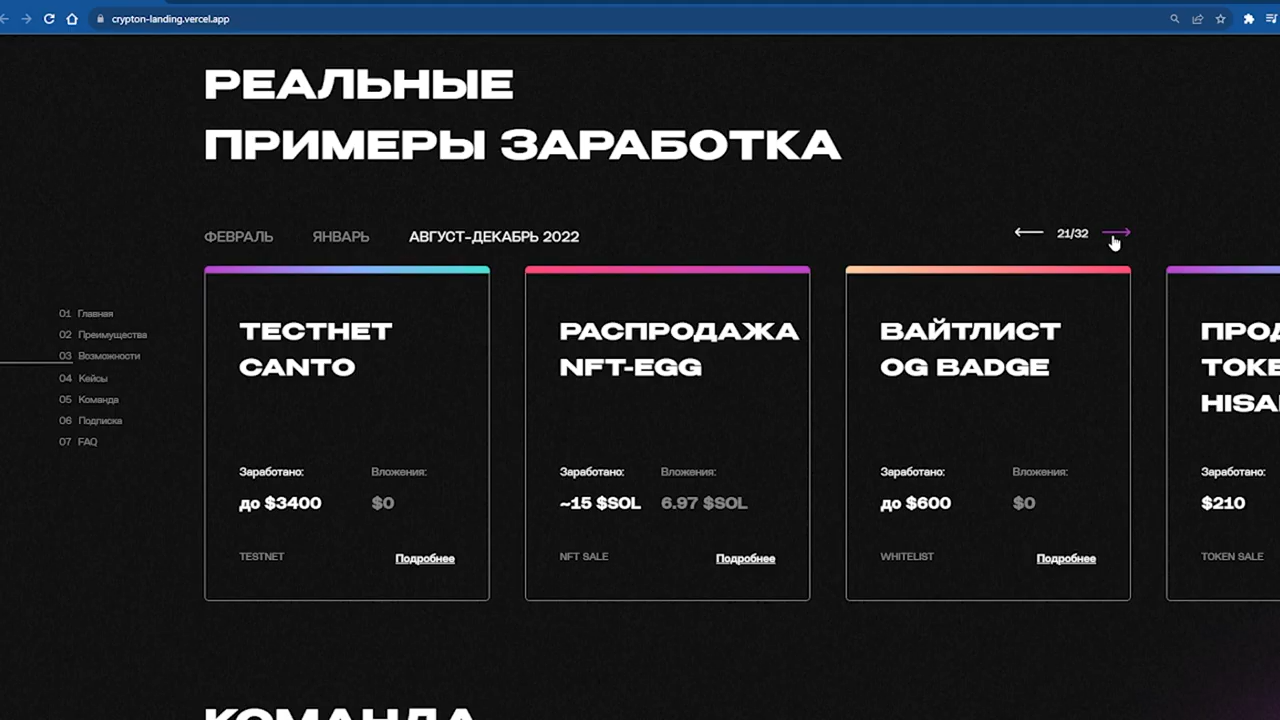 crypton-landing.vercel.app
РЕАЛЬНЫЕ
ПРИМЕРЫ ЗАРАБОТКА
ФЕВРАЛЬ ЯНВАРЬ АВГУСТ-ДЕКАБРЬ 2022
21/32
01 Главная
02 Преимущества
03 Возможности
04 Кейсы
05 Команда
06 Подписка
07 FAQ
ТЕСТНЕТ
CANTO
Заработано: Вложения:
до $3400 $0
TESTNET Подробнее
РАСПРОДАЖА
NFT-EGG
Заработано: Вложения:
~15 $SOL 6.97 $SOL
NFT SALE Подробнее
ВАЙТЛИСТ
OG BADGE
Заработано: Вложения:
до $600 $0
WHITELIST Подробнее
Заработано:
$210
TOKEN SALE
КОМАНДА